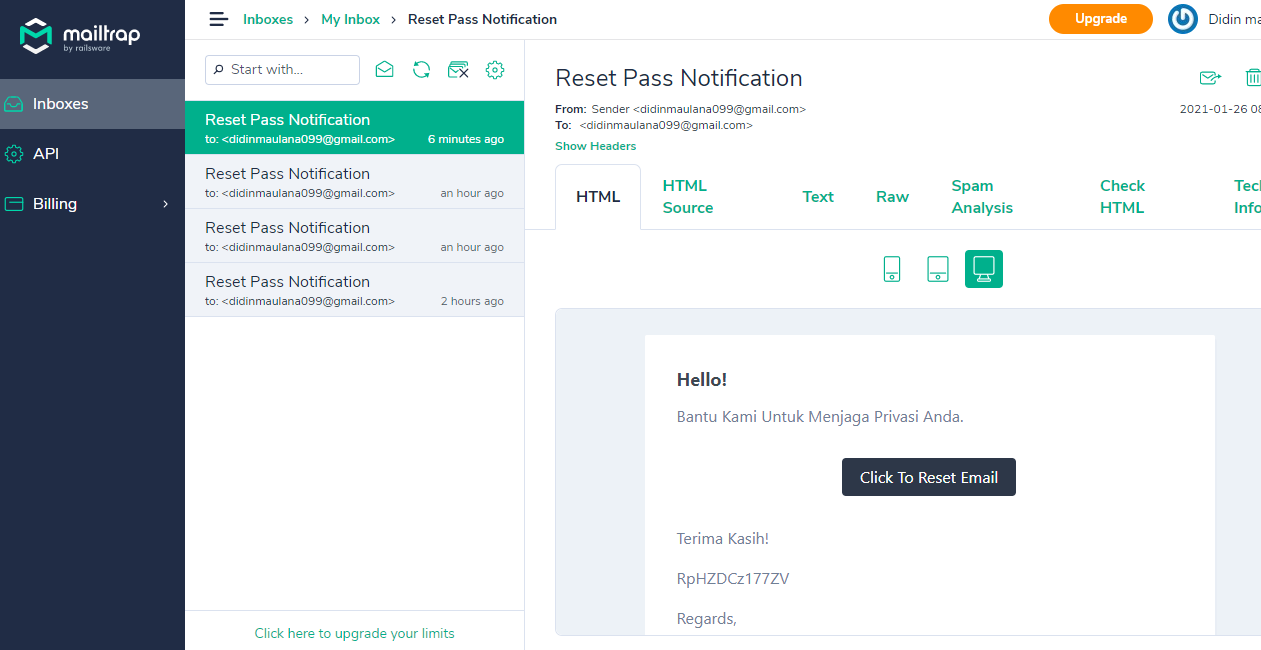 mailtrap
by railsware
Inboxes
API
Billing
Inboxes › My Inbox › Reset Pass Notification
Upgrade
Didin ma
Start with...
Reset Pass Notification
to: <didinmaulana099@gmail.com> 6 minutes ago
Reset Pass Notification
to: <didinmaulana099@gmail.com> an hour ago
Reset Pass Notification
to: <didinmaulana099@gmail.com> an hour ago
Reset Pass Notification
to: <didinmaulana099@gmail.com> 2 hours ago
Click here to upgrade your limits
Reset Pass Notification
From: Sender <didinmaulana099@gmail.com>
2021-01-26 08
To: <didinmaulana099@gmail.com>
Show Headers
HTML
HTML
Source
Text
Raw
Spam
Analysis
Check
HTML
Tech
Info
Hello!
Bantu Kami Untuk Menjaga Privasi Anda.
Click To Reset Email
Terima Kasih!
RpHZDCz177ZV
Regards,